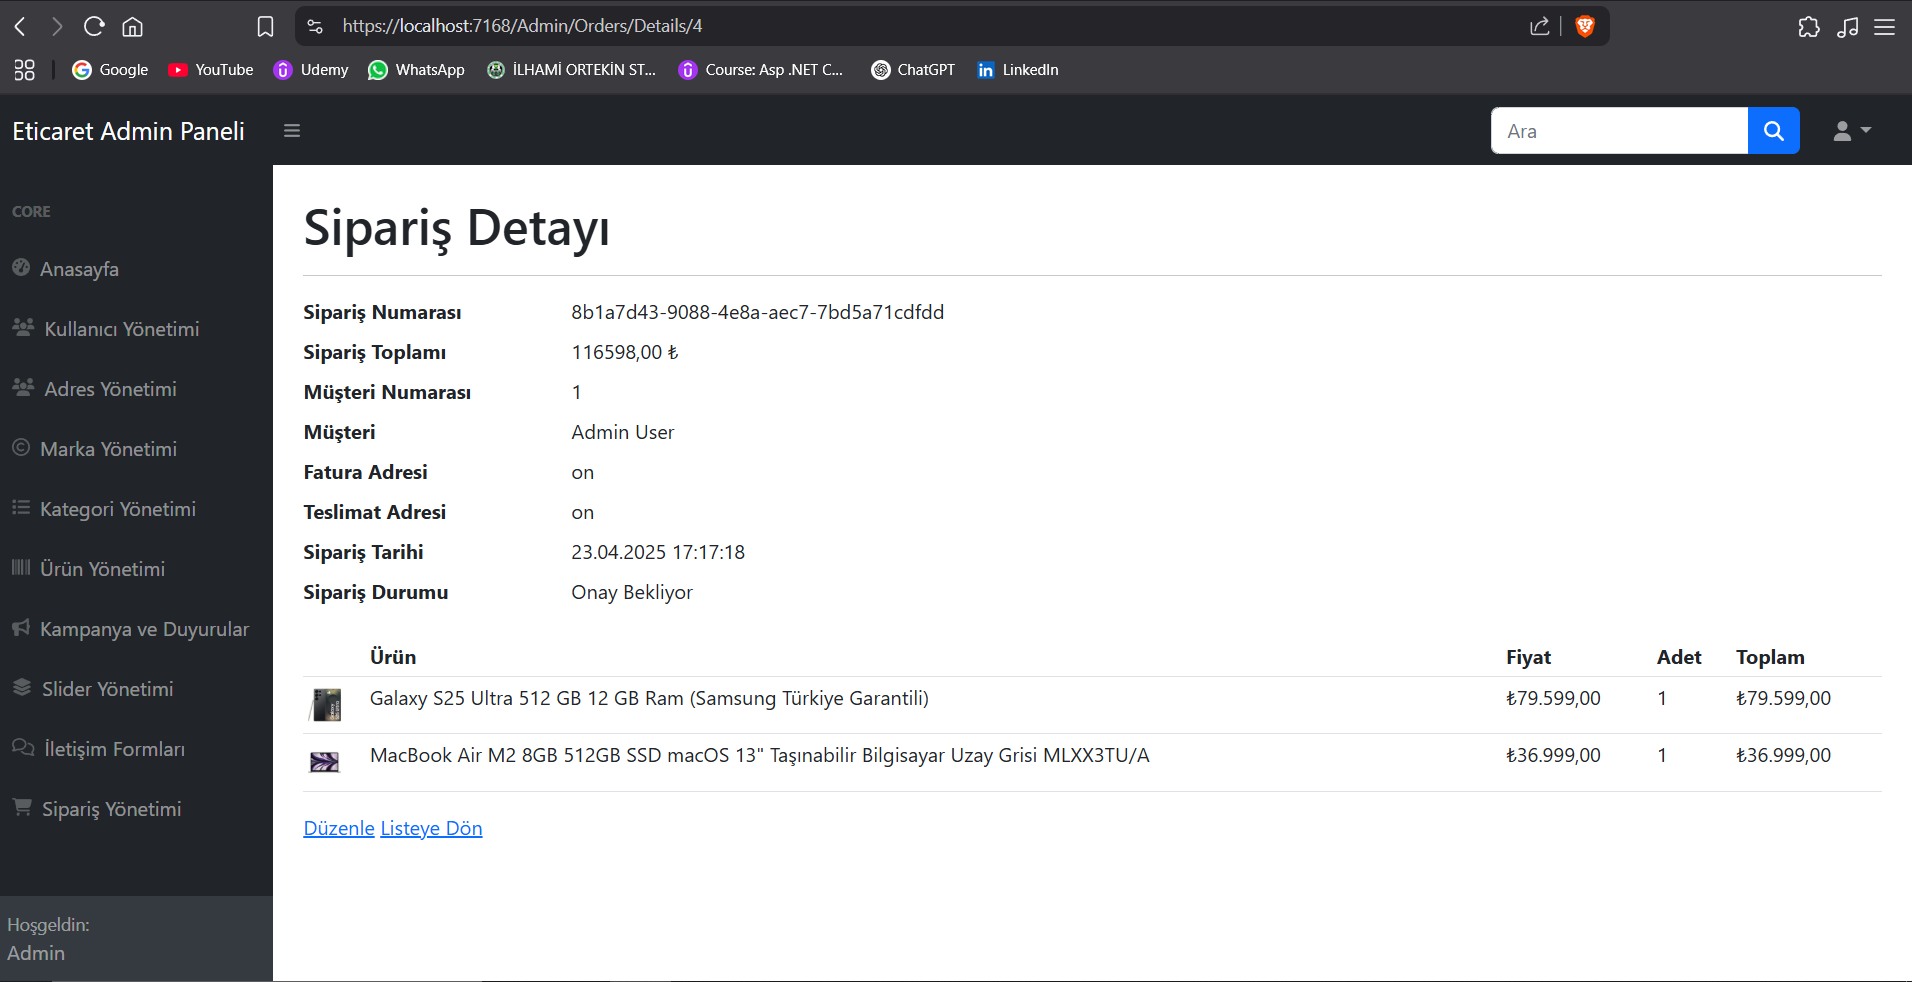 https://localhost:7168/Admin/Orders/Details/4
Google YouTube Udemy WhatsApp İLHAMİ ORTEKİN ST... Course: Asp .NET C... ChatGPT LinkedIn
Eticaret Admin Paneli
Ara
CORE
Anasayfa
Kullanıcı Yönetimi
Adres Yönetimi
Marka Yönetimi
Kategori Yönetimi
Ürün Yönetimi
Kampanya ve Duyurular
Slider Yönetimi
İletişim Formları
Sipariş Yönetimi
Hoşgeldin:
Admin
Sipariş Detayı
Sipariş Numarası 8b1a7d43-9088-4e8a-aec7-7bd5a71cdfdd
Sipariş Toplamı 116598,00 ₺
Müşteri Numarası 1
Müşteri Admin User
Fatura Adresi on
Teslimat Adresi on
Sipariş Tarihi 23.04.2025 17:17:18
Sipariş Durumu Onay Bekliyor
Ürün Fiyat Adet Toplam
Galaxy S25 Ultra 512 GB 12 GB Ram (Samsung Türkiye Garantili) ₺79.599,00 1 ₺79.599,00
MacBook Air M2 8GB 512GB SSD macOS 13" Taşınabilir Bilgisayar Uzay Grisi MLXX3TU/A ₺36.999,00 1 ₺36.999,00
Düzenle Listeye Dön